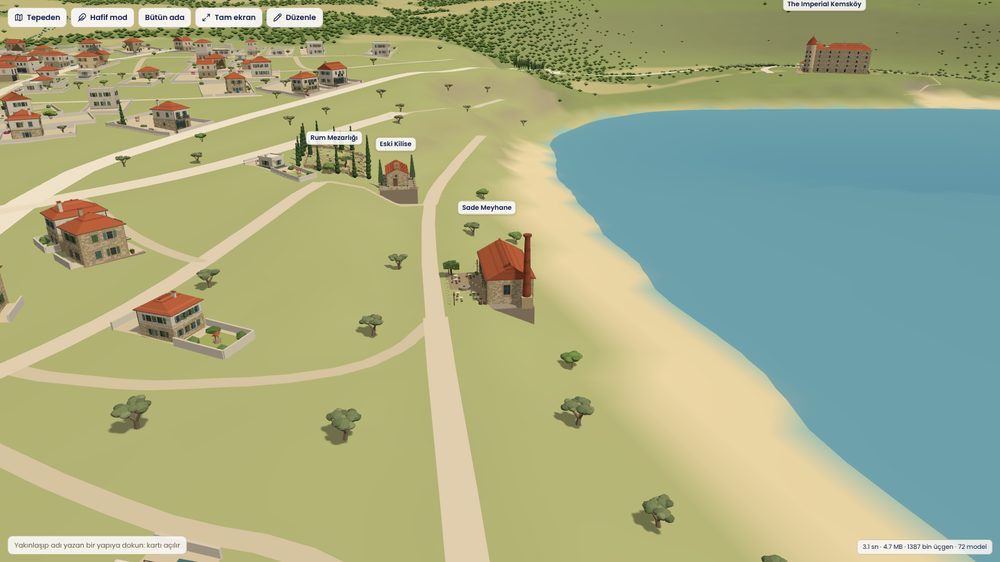 The Imperial Kemsköy
Tepeden
Hafif mod
Bütün ada
Tam ekran
Düzenle
Rum Mezarlığı
Eski Kilise
Sade Meyhane
Yakınlaşıp adı yazan bir yapıya dokun: kartı açılır
3.1 sn · 4.7 MB · 1387 bin üçgen · 72 model